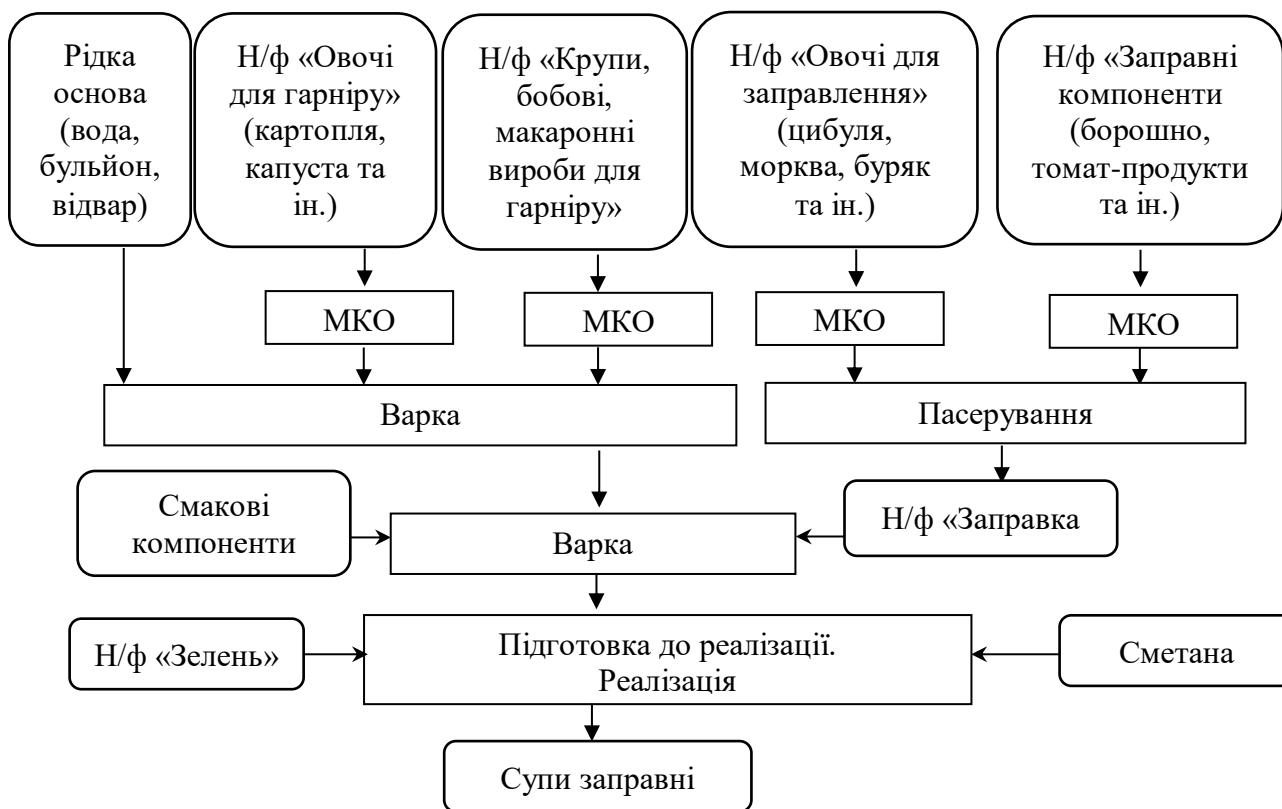 Рідка
основа
(вода,
бульйон,
відвар)
Н/ф «Овочі
для гарніру»
(картопля,
капуста та
ін.)
Н/ф «Крупи,
бобові,
макаронні
вироби для
гарніру»
Н/ф «Овочі для
заправлення»
(цибуля,
морква, буряк
та ін.)
Н/ф «Заправні
компоненти
(борошно,
томат-продукти
та ін.)
МКО
МКО
МКО
МКО
Варка
Пасерування
Смакові
компоненти
Варка
Н/ф «Заправка
Н/ф «Зелень»
Підготовка до реалізації.
Реалізація
Сметана
Супи заправні